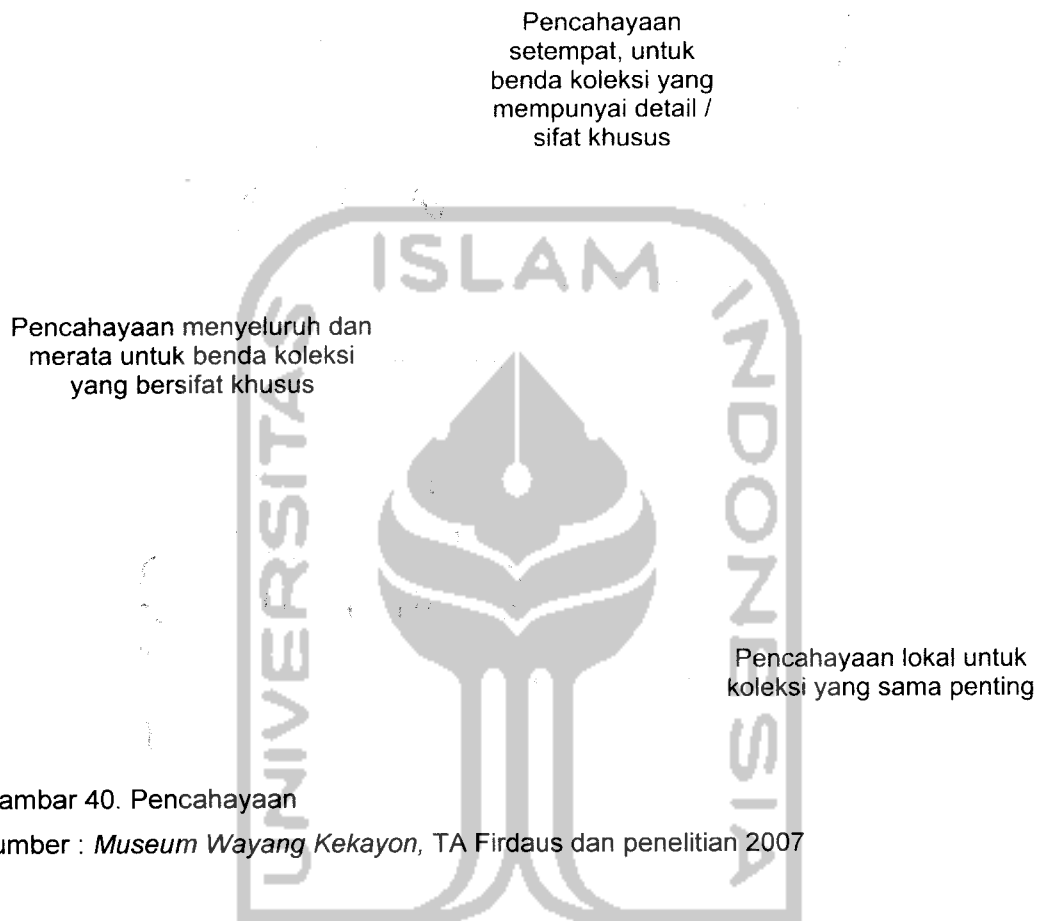 Pencahayaan
setempat, untuk
benda koleksi yang
mempunyai detail /
sifat khusus
ISLAM
Pencahayaan menyeluruh dan
merata untuk benda koleksi
yang bersifat khusus
UNIVERSITAS
INDONESIA
Pencahayaan lokal untuk
koleksi yang sama penting
ambar 40. Pencahayaan
umber : Museum Wayang Kekayon, TA Firdaus dan penelitian 2007